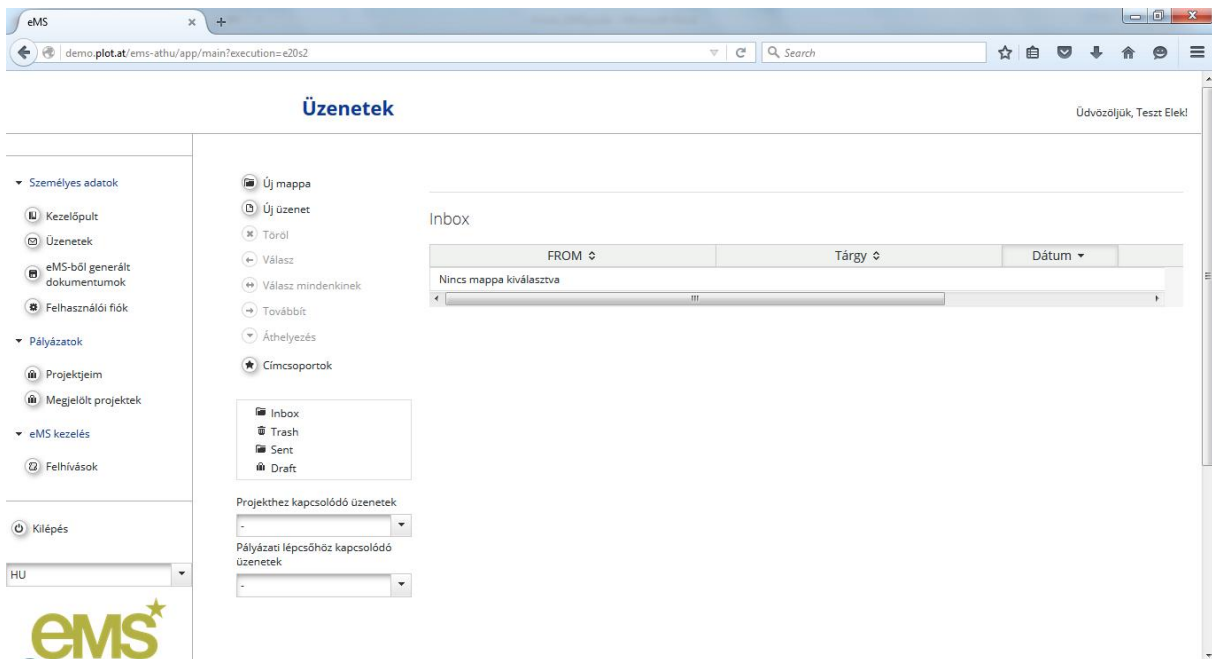 eMS
demo.plot.at/ems-athu/app/main?execution=e20s2
Search
Üzenetek
Üdvözöljük, Teszt Elek!
Személyes adatok
Kezelőpult
Üzenetek
eMS-ből generált
dokumentumok
Felhasználói fiók
Pályázatok
Projektjeim
Megjelölt projektek
eMS kezelés
Felhívások
Kilépés
HU
eMS
Új mappa
Új üzenet
Töröl
Válasz
Válasz mindenkinek
Továbbít
Áthelyezés
Címcsoportok
Inbox
Trash
Sent
Draft
Projekthez kapcsolódó üzenetek
-
Pályázati lépcsőhöz kapcsolódó
üzenetek
-
Inbox
FROM Tárgy Dátum
Nincs mappa kiválasztva